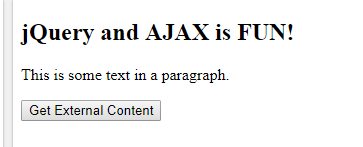 jQuery and AJAX is FUN!
This is some text in a paragraph.
Get External Content